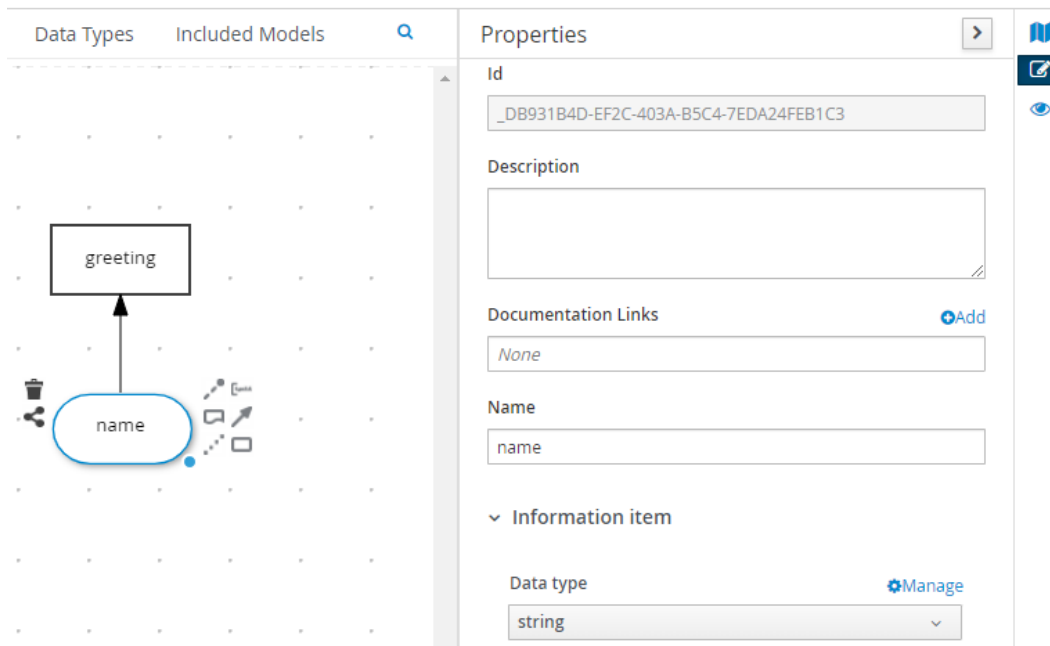 Data Types Included Models
greeting
name
Properties
Id
_DB931B4D-EF2C-403A-B5C4-7EDA24FEB1C3
Description
Documentation Links
Add
None
Name
name
Information item
Data type
Manage
string